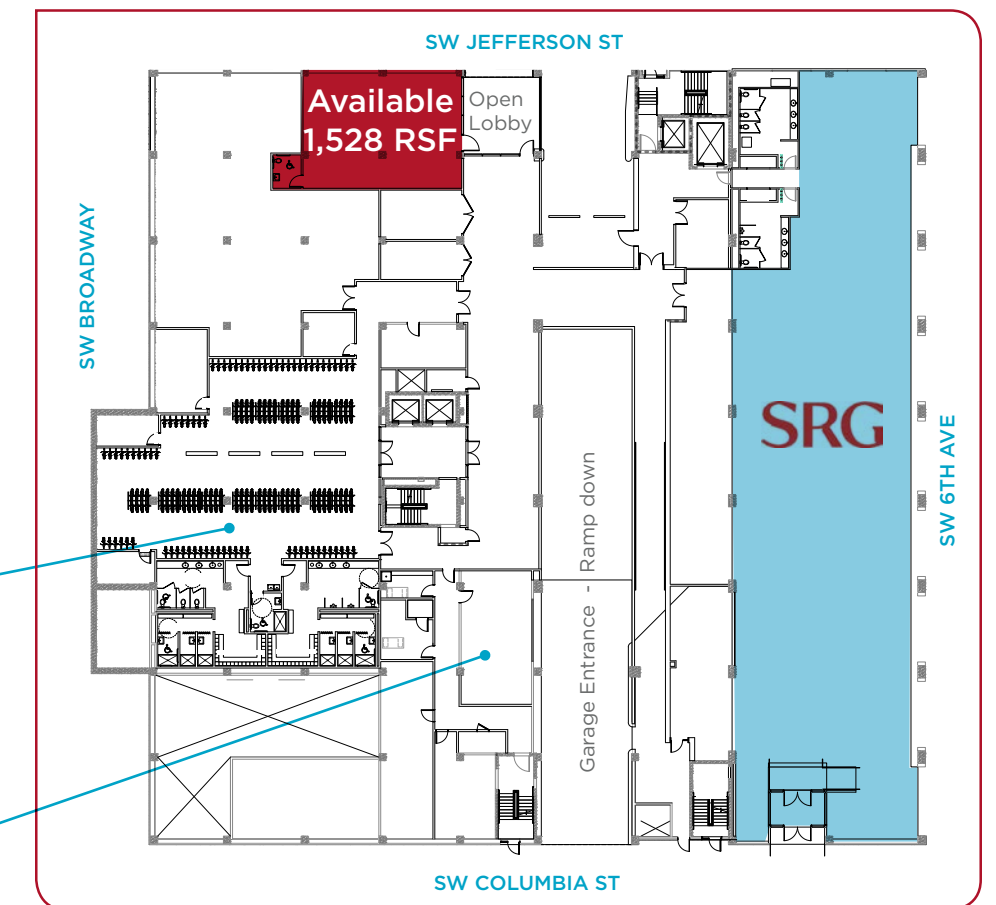 SW JEFFERSON ST
Available
1,528 RSF
Open
Lobby
SW BROADWAY
SRG
SW 6TH AVE
Garage Entrance - Ramp down
SW COLUMBIA ST